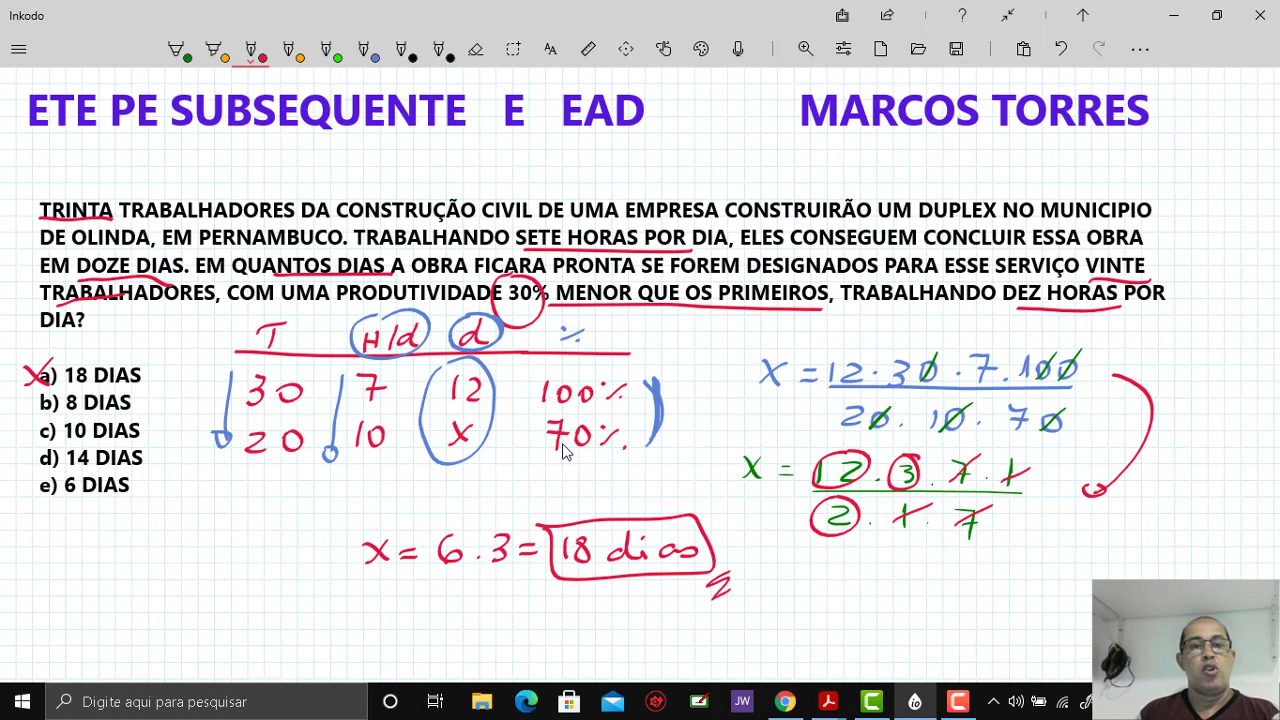 Inkodo
ETE PE SUBSEQUENTE E EAD MARCOS TORRES
TRINTA TRABALHADORES DA CONSTRUÇÃO CIVIL DE UMA EMPRESA CONSTRUIRÃO UM DUPLEX NO MUNICIPIO
DE OLINDA, EM PERNAMBUCO. TRABALHANDO SETE HORAS POR DIA, ELES CONSEGUEM CONCLUIR ESSA OBRA
EM DOZE DIAS. EM QUANTOS DIAS A OBRA FICARA PRONTA SE FOREM DESIGNADOS PARA ESSE SERVIÇO VINTE
TRABALHADORES, COM UMA PRODUTIVIDADE 30% MENOR QUE OS PRIMEIROS, TRABALHANDO DEZ HORAS POR
DIA?
T H/d d %
30 7 12 100%
20 10 x 70%.
a) 18 DIAS
b) 8 DIAS
c) 10 DIAS
d) 14 DIAS
e) 6 DIAS
X = 12 . 30 . 7 . 100
20 . 10 . 70
X = 12 . 3 . 7 . 1
2 . 1 . 7
x = 6 . 3 = 18 dias
Digite aqui para pesquisar
JW